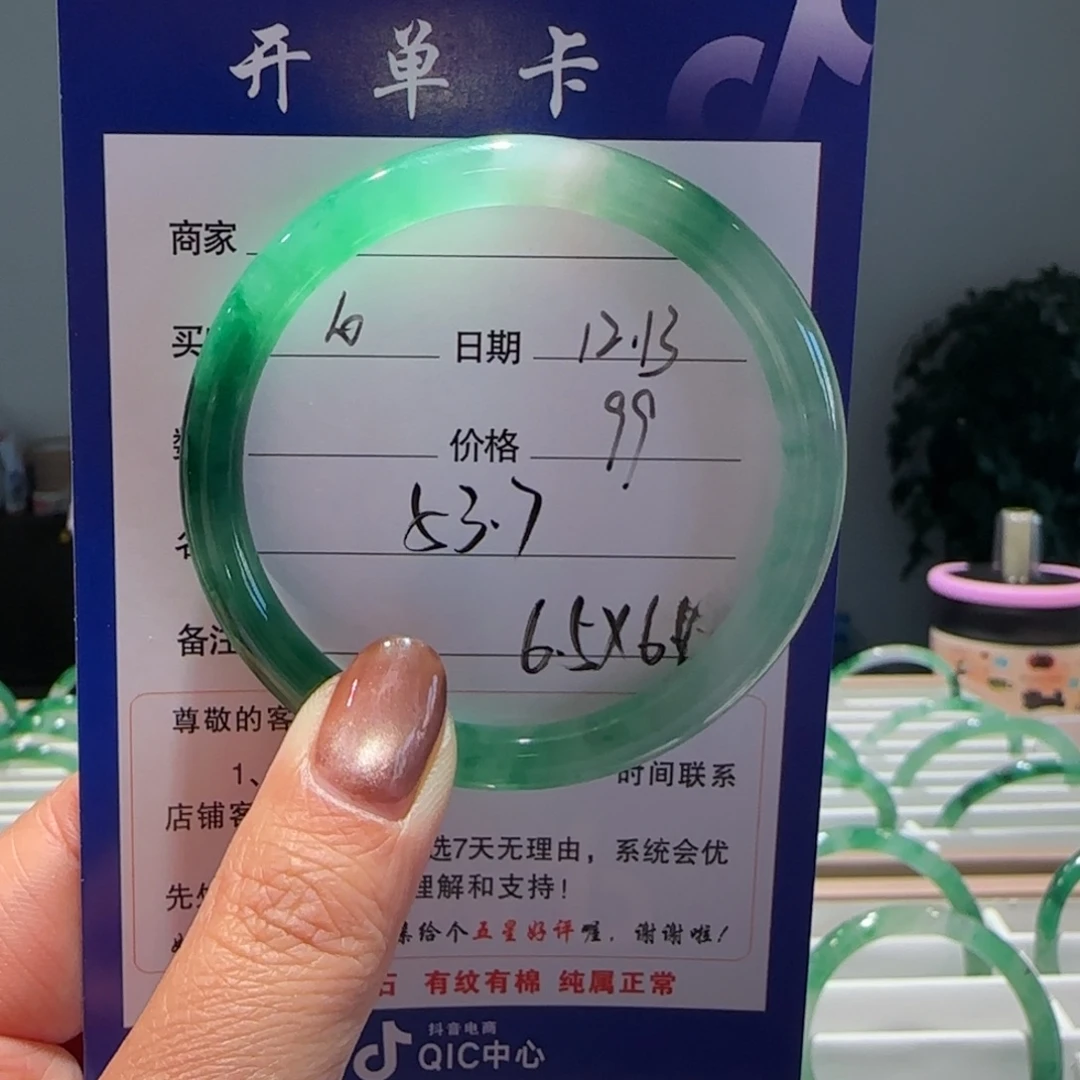 开单卡
商家
买 日期 12.13
价格 99
53.7
备注 6.5X6
尊敬的客
1、 时间联系
店铺客
选7天无理由，系统会优
先 理解和支持！
给个五星好评喔，谢谢啦！
石 有纹有棉 纯属正常
抖音电商
QIC中心